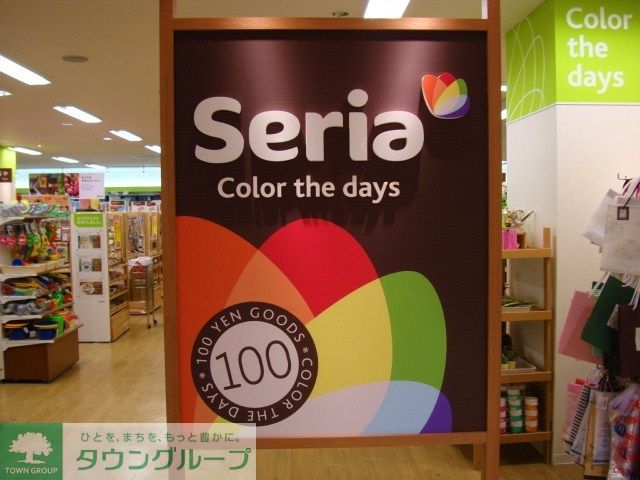 Seria
Color the days
100 YEN GOODS * COLOR THE DAYS *
100
Color
the
days
TOWN GROUP
ひとを、まちを、もっと豊かに。
タウングループ